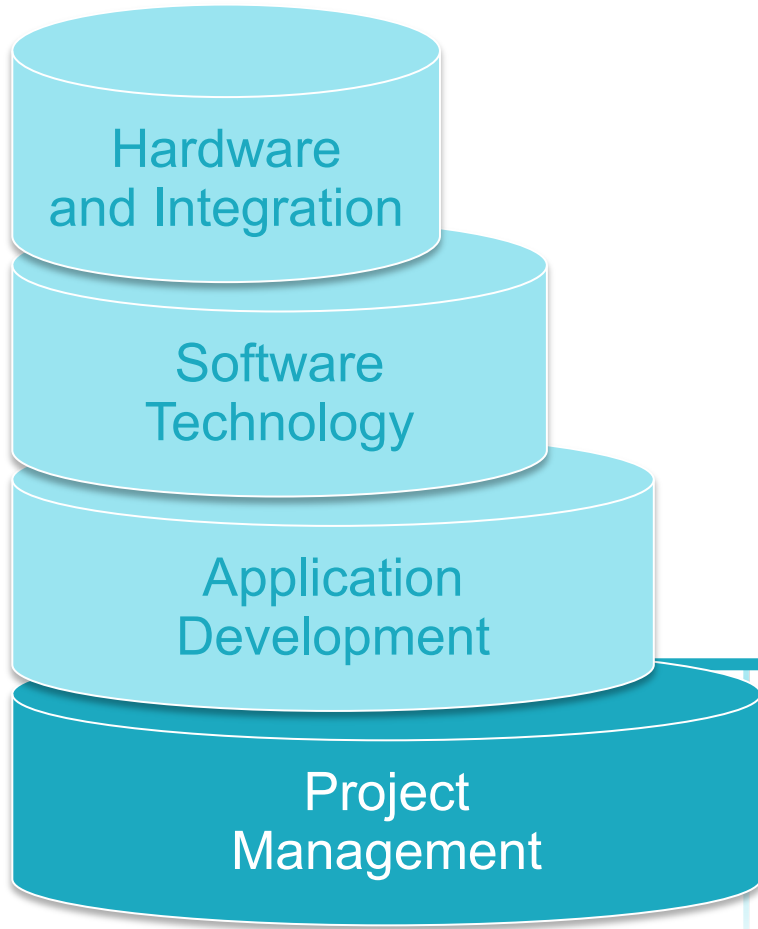 Hardware
and Integration
Software
Technology
Application
Development
Project
Management